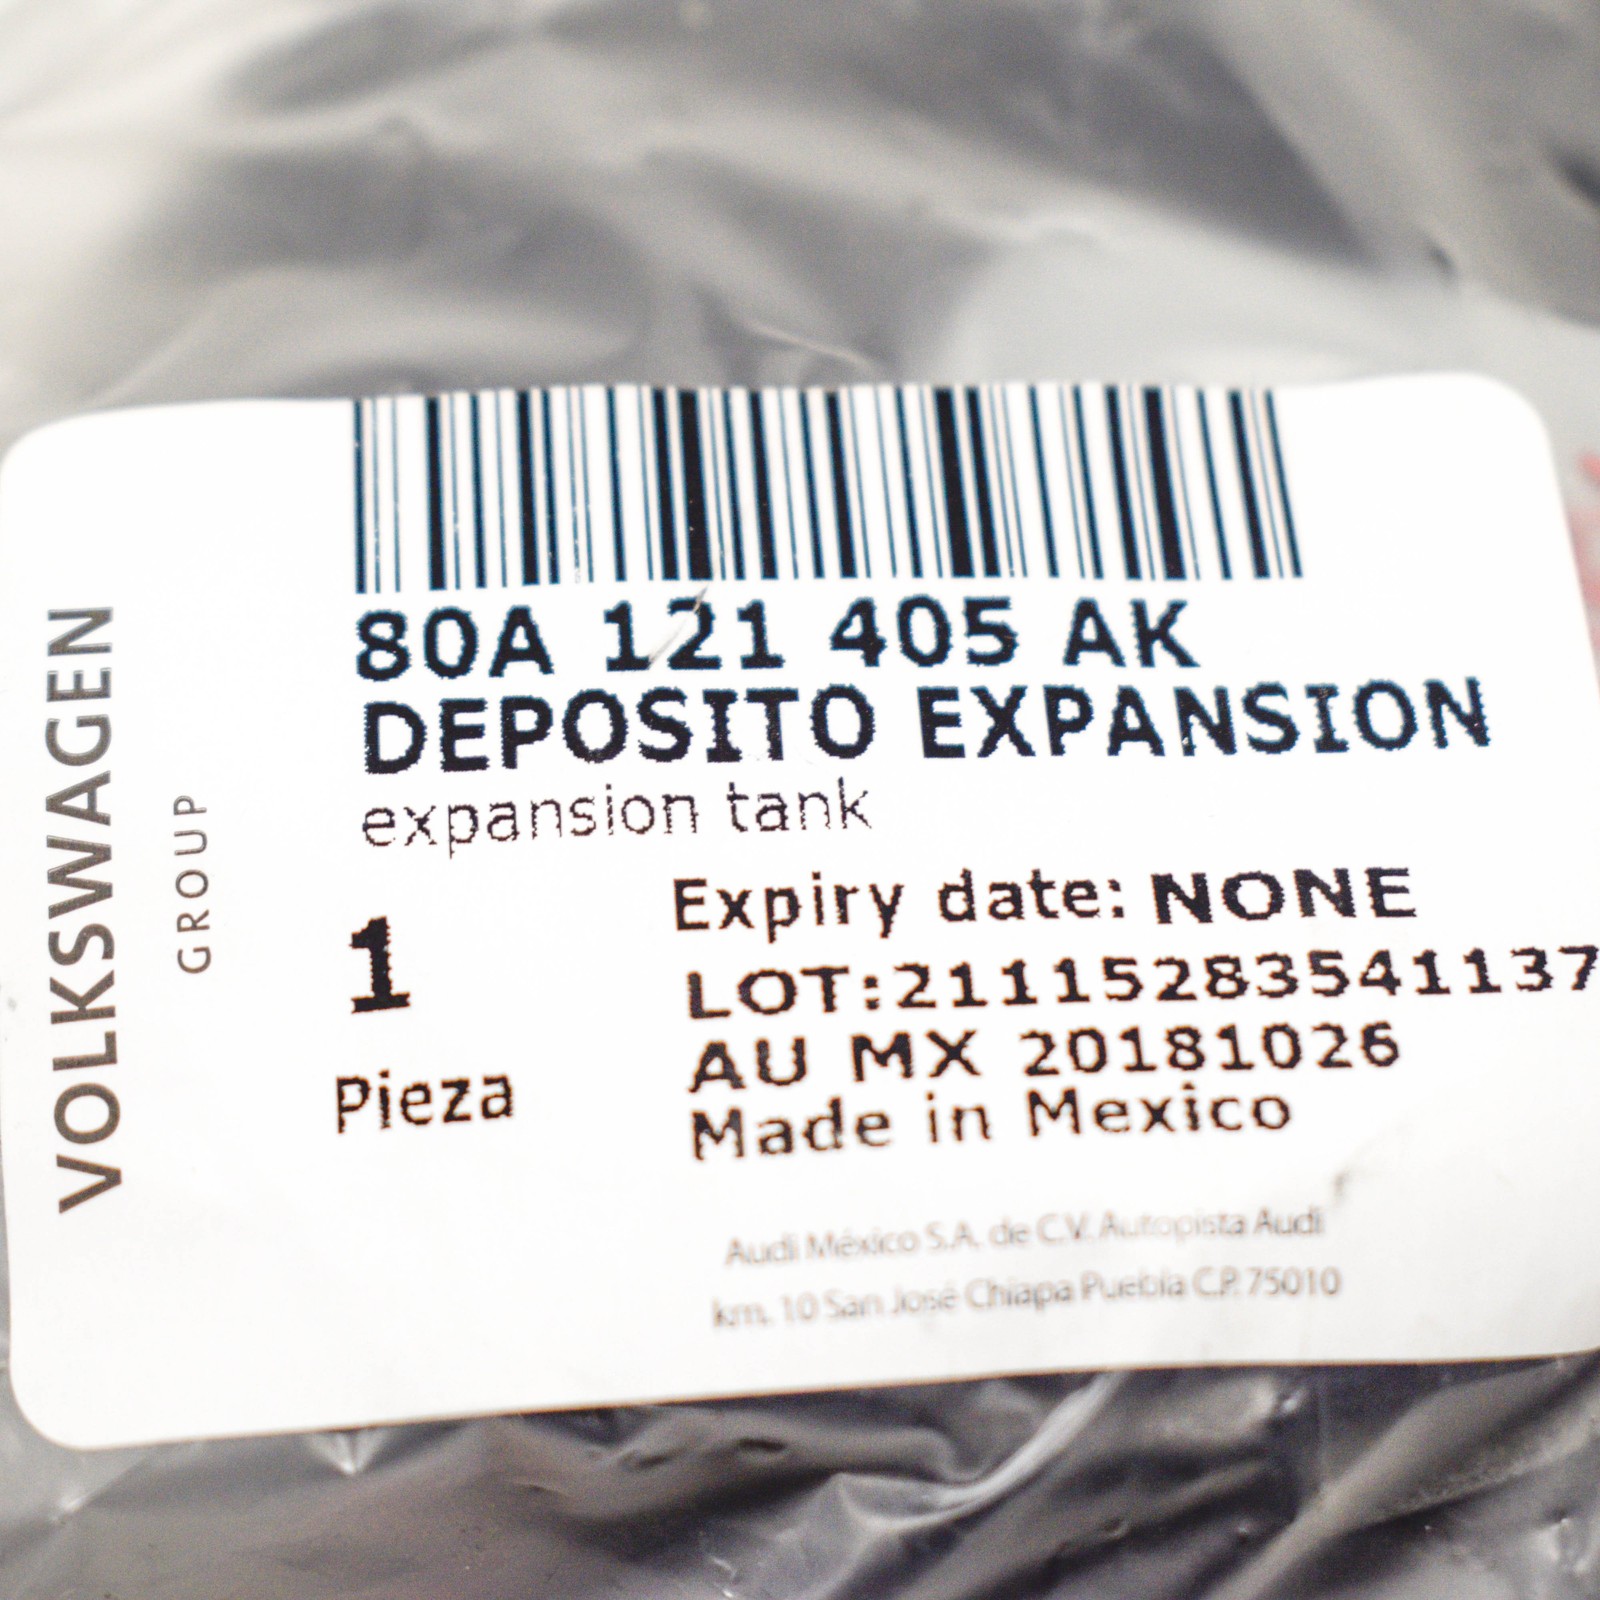 VOLKSWAGEN
GROUP
80A 121 405 AK
DEPOSITO EXPANSION
expansion tank
1
Pieza
Expiry date: NONE
LOT:21115283541137
AU MX 20181026
Made in Mexico
Audi México S.A. de C.V. Autopista Audi
km. 10 San José Chiapa Puebla C.P. 75010